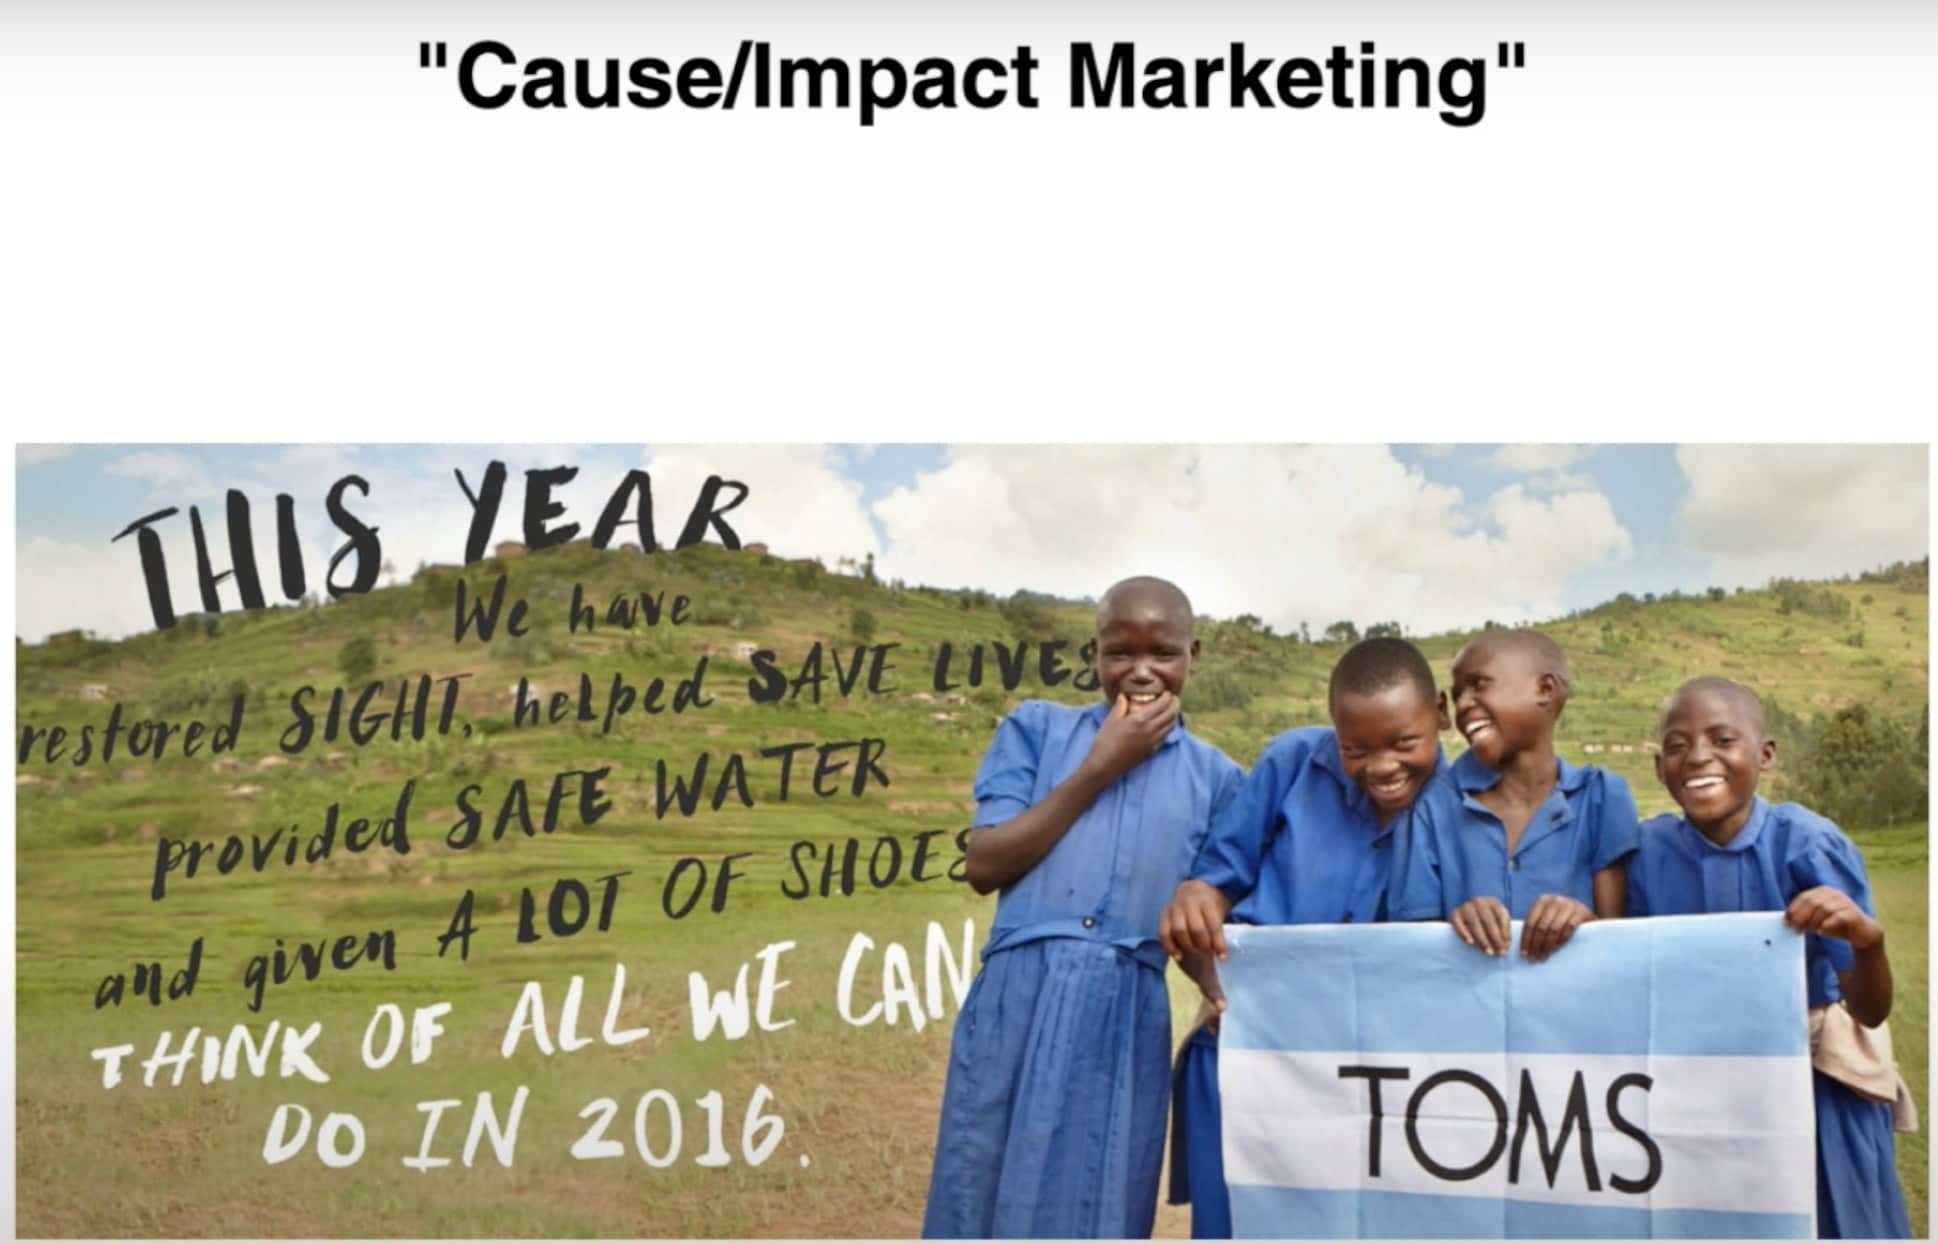 "Cause/Impact Marketing"
THIS YEAR
We have
restored SIGHT, helped SAVE LIVES
provided SAFE WATER
and given A LOT OF SHOES
THINK OF ALL WE CAN
DO IN 2016.
TOMS